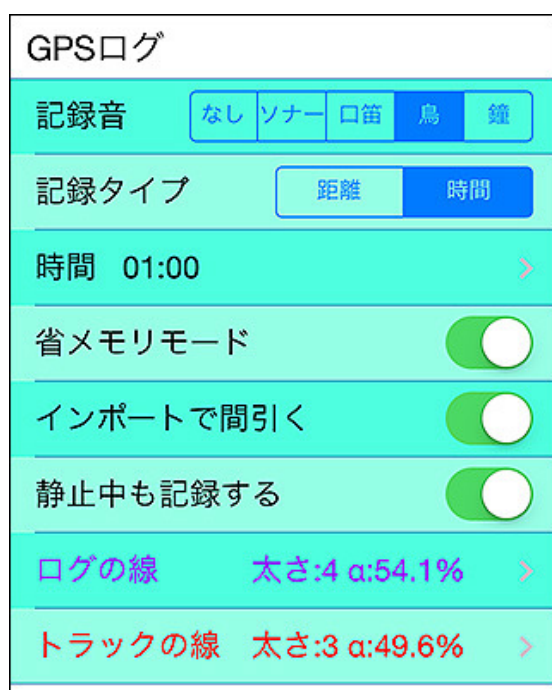 GPSログ
記録音 なし ソナー 口笛 鳥 鐘
記録タイプ 距離 時間
時間 01:00
省メモリモード
インポートで間引く
静止中も記録する
ログの線 太さ:4 α:54.1%
トラックの線 太さ:3 α:49.6%